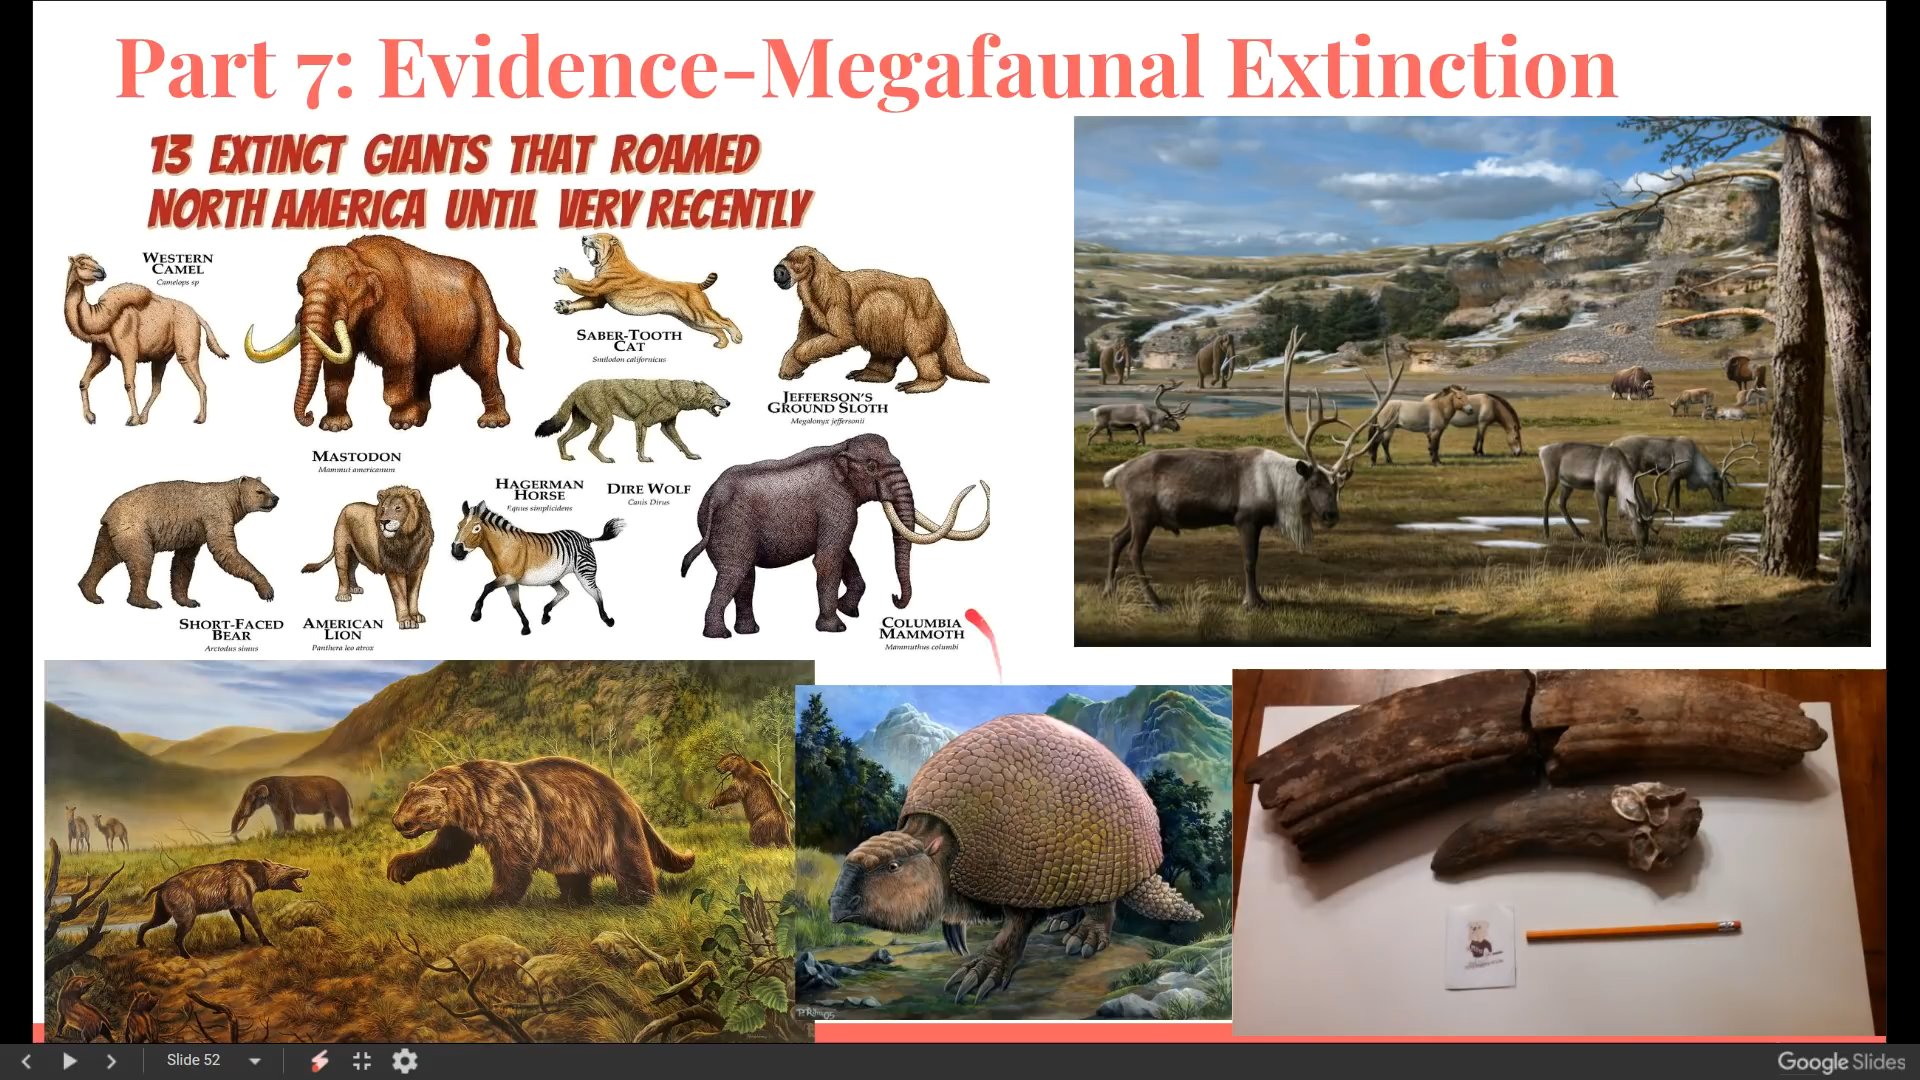 Part 7: Evidence-Megafaunal Extinction
13 EXTINCT GIANTS THAT ROAMED
NORTH AMERICA UNTIL VERY RECENTLY
WESTERN
CAMEL
Camelops sp
SABER-TOOTH
CAT
Smilodon californicus
JEFFERSON'S
GROUND SLOTH
Megalonyx jeffersonii
MASTODON
Mammut americanum
HAGERMAN
HORSE
Equus simplicidens
DIRE WOLF
Canis Dirus
SHORT-FACED
BEAR
Arctodus simus
AMERICAN
LION
Panthera leo atrox
COLUMBIA
MAMMOTH
Mammuthus columbi
Slide 52
Google Slides